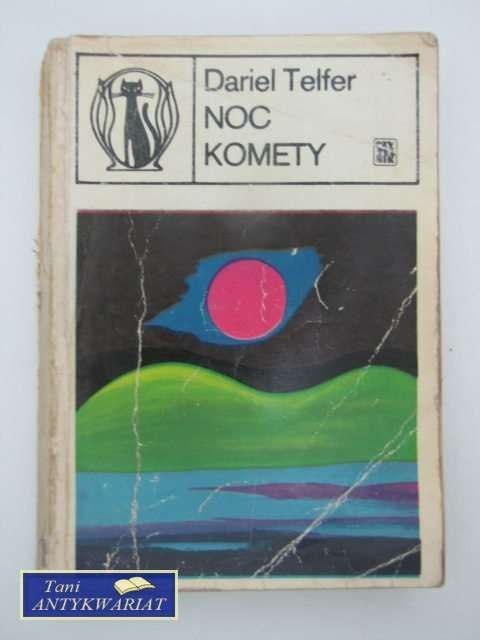 Dariel Telfer
NOC
KOMETY
Tani
ANTYKWARIAT